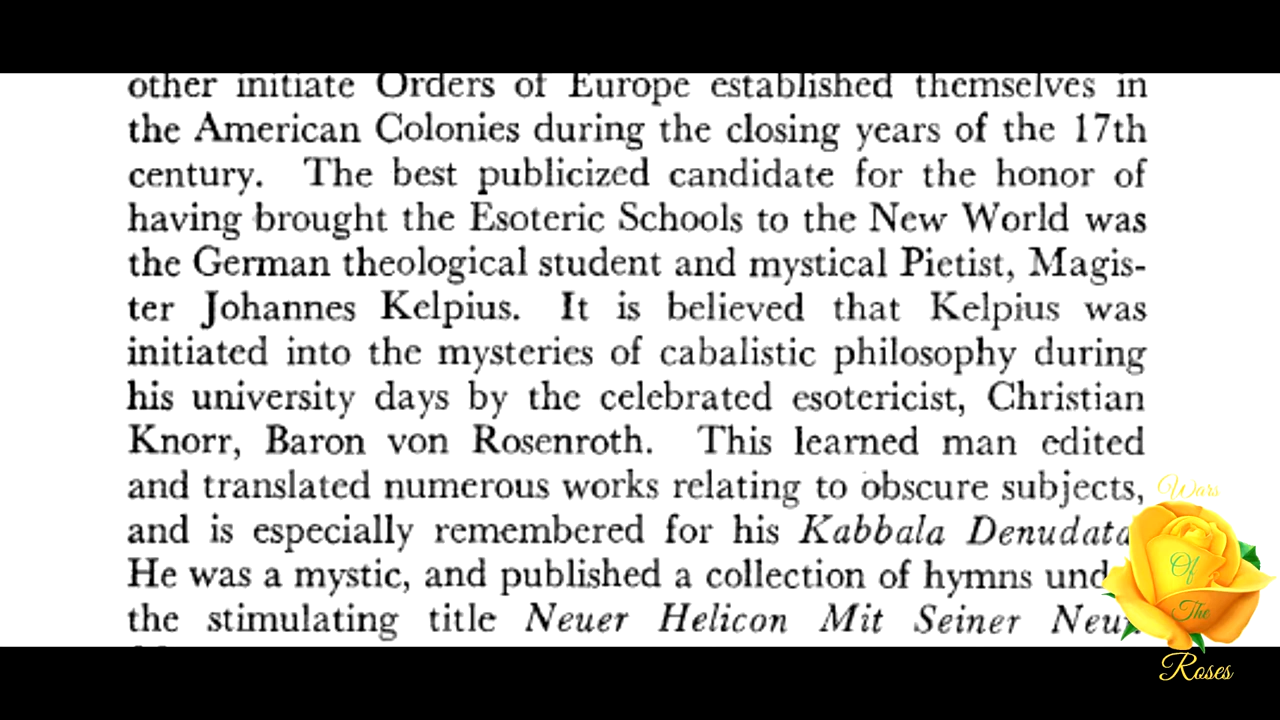 other initiate Orders of Europe established themselves in
the American Colonies during the closing years of the 17th
century. The best publicized candidate for the honor of
having brought the Esoteric Schools to the New World was
the German theological student and mystical Pietist, Magis-
ter Johannes Kelpius. It is believed that Kelpius was
initiated into the mysteries of cabalistic philosophy during
his university days by the celebrated esotericist, Christian
Knorr, Baron von Rosenroth. This learned man edited
and translated numerous works relating to obscure subjects,
and is especially remembered for his Kabbala Denudata
He was a mystic, and published a collection of hymns
the stimulating title Neuer Helicon Mit Seiner
Wars
Of
The
Roses